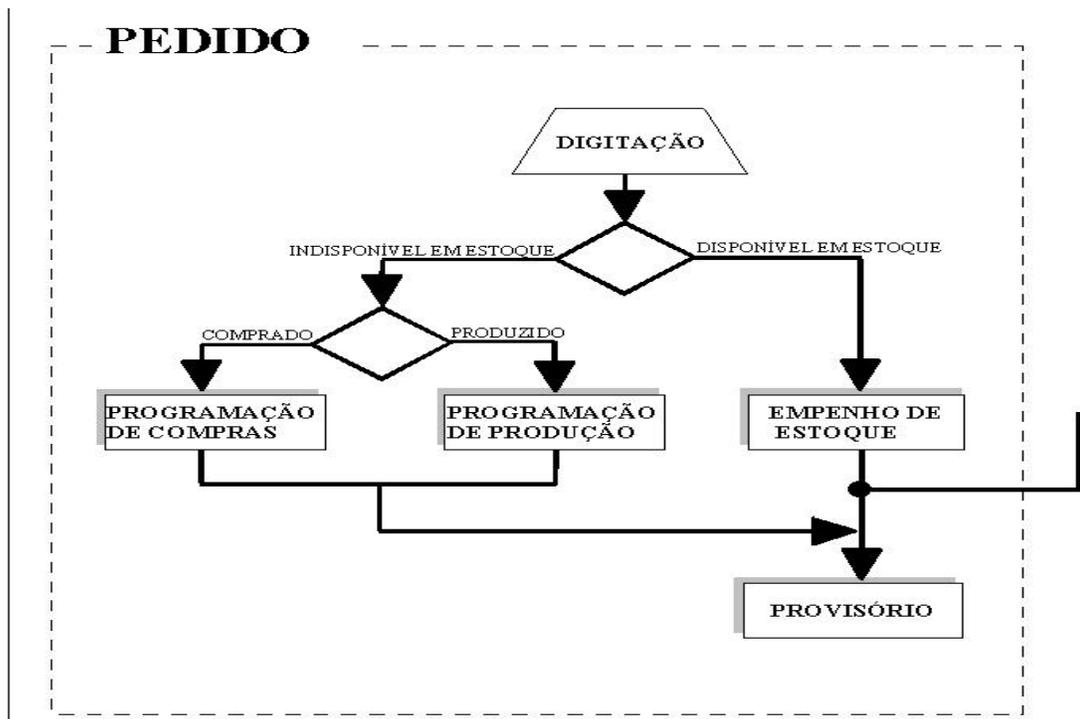 PEDIDO
DIGITAÇÃO
INDISPONÍVEL EM ESTOQUE
DISPONÍVEL EM ESTOQUE
COMPRADO
PRODUZIDO
PROGRAMAÇÃO
DE COMPRAS
PROGRAMAÇÃO
DE PRODUÇÃO
EMPENHO DE
ESTOQUE
PROVISÓRIO